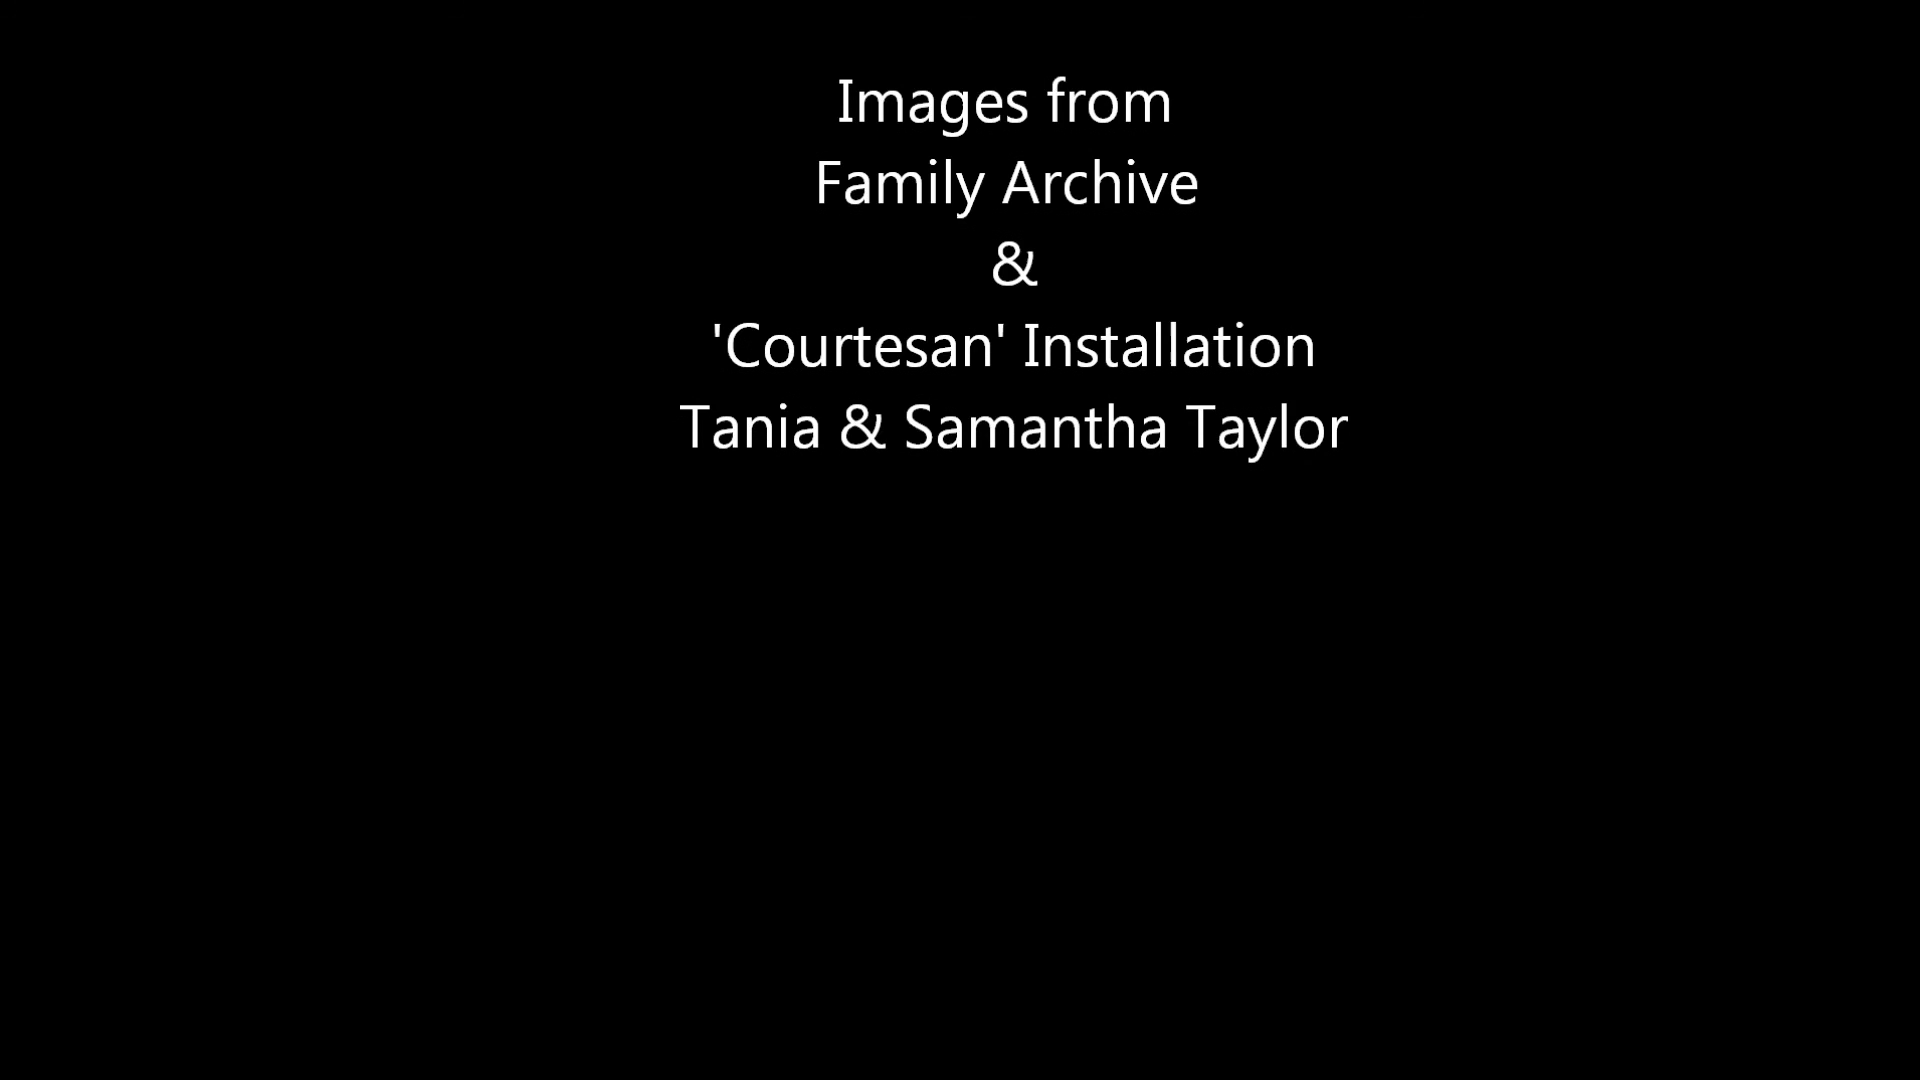 Images from
Family Archive
&
'Courtesan' Installation
Tania & Samantha Taylor